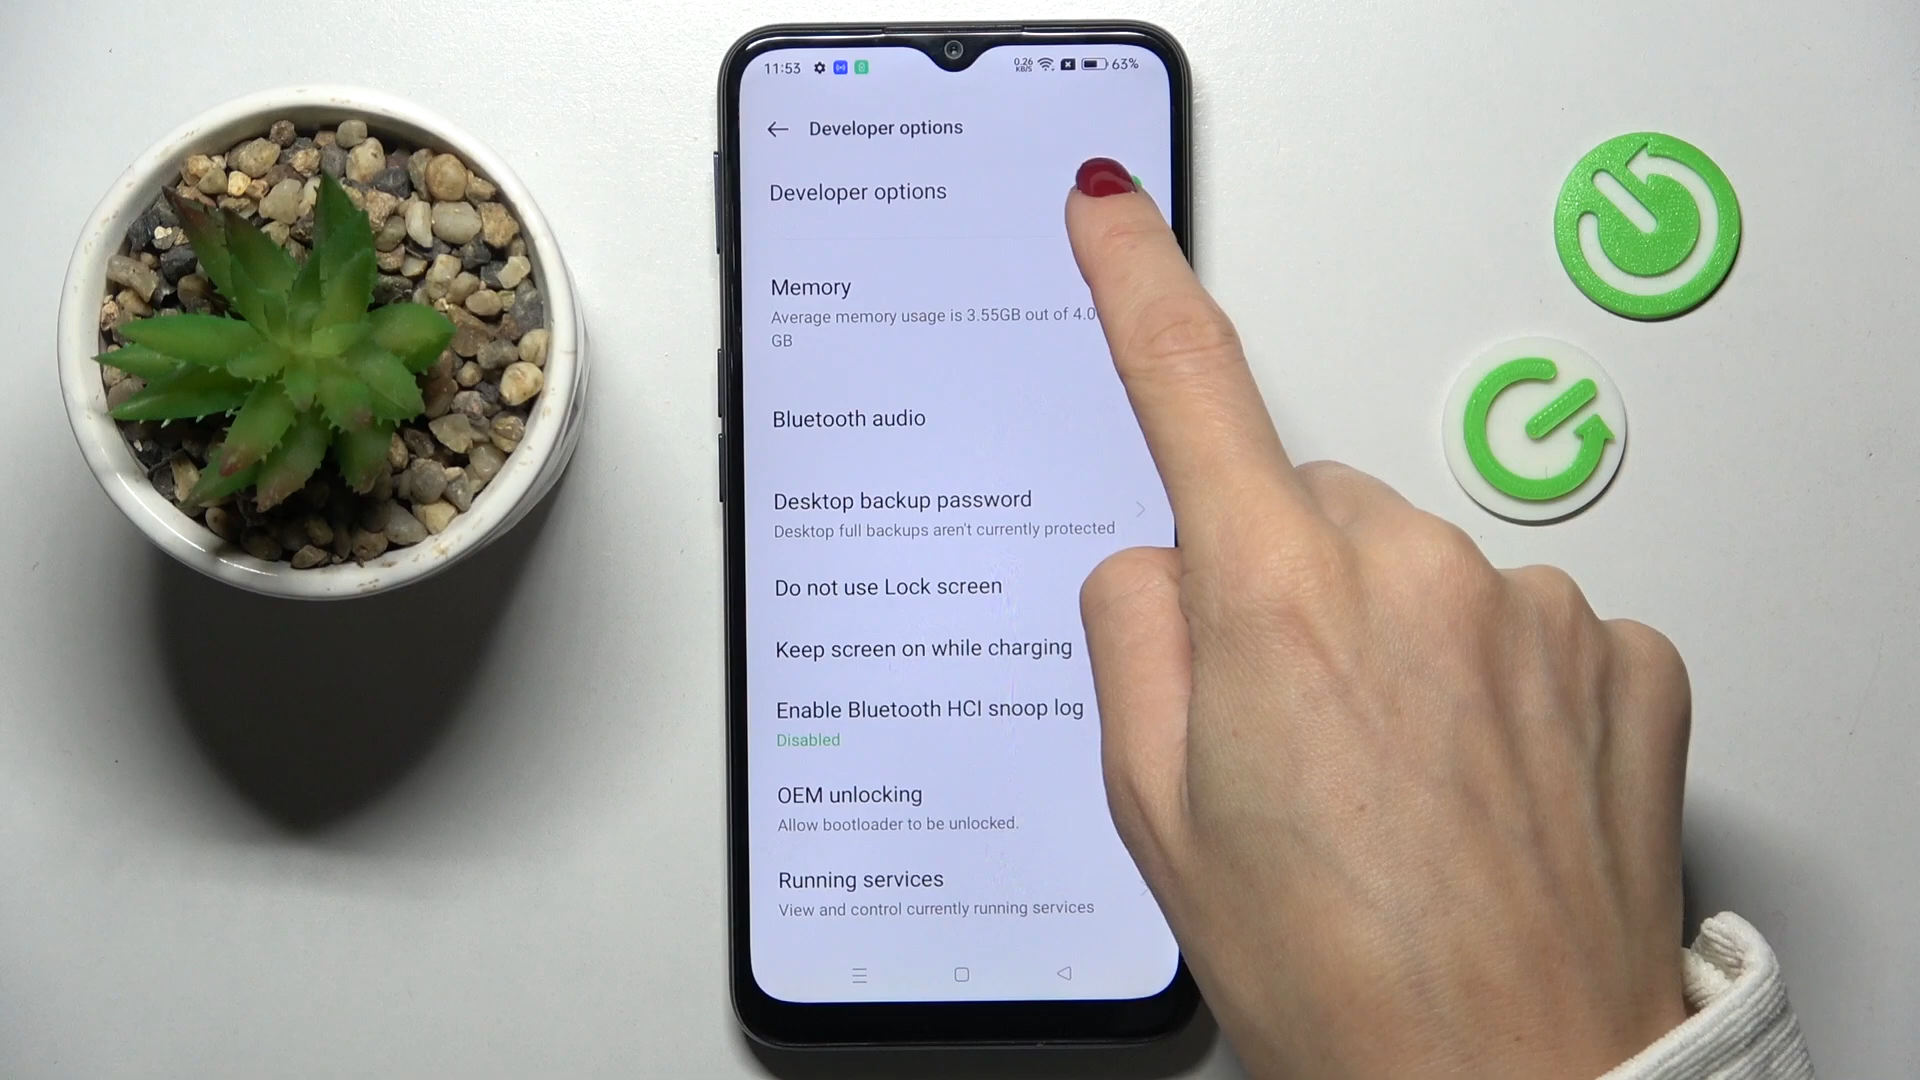 11:53 0.26 KB/S 63%
Developer options
Developer options
Memory
Average memory usage is 3.55GB out of 4.0
GB
Bluetooth audio
Desktop backup password
Desktop full backups aren't currently protected
Do not use Lock screen
Keep screen on while charging
Enable Bluetooth HCI snoop log
Disabled
OEM unlocking
Allow bootloader to be unlocked.
Running services
View and control currently running services